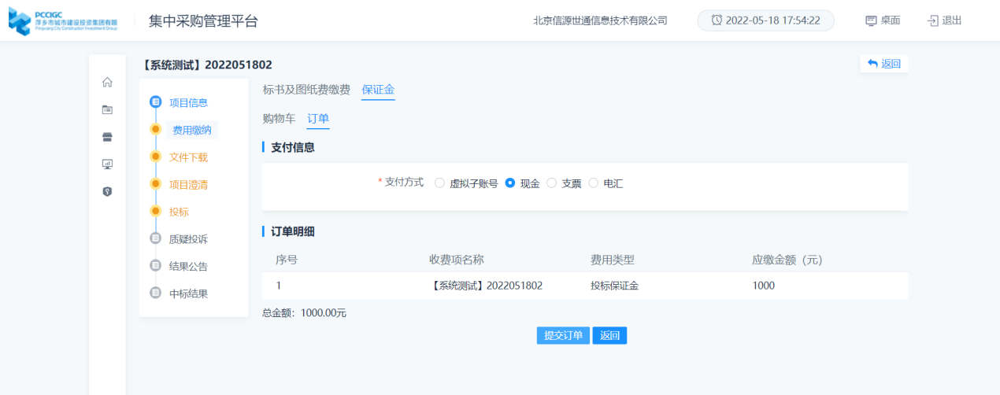 PCCIGC
萍乡市城市建设投资集团有限
Pingxiang City Construction Investment Group
集中采购管理平台
北京信源世通信息技术有限公司
2022-05-18 17:54:22
桌面
退出
【系统测试】2022051802
返回
项目信息
费用缴纳
文件下载
项目澄清
投标
质疑投诉
结果公告
中标结果
标书及图纸费缴费 保证金
购物车 订单
支付信息
* 支付方式 虚拟子账号 现金 支票 电汇
订单明细
序号 收费项名称 费用类型 应缴金额（元）
1 【系统测试】2022051802 投标保证金 1000
总金额：1000.00元
提交订单 返回